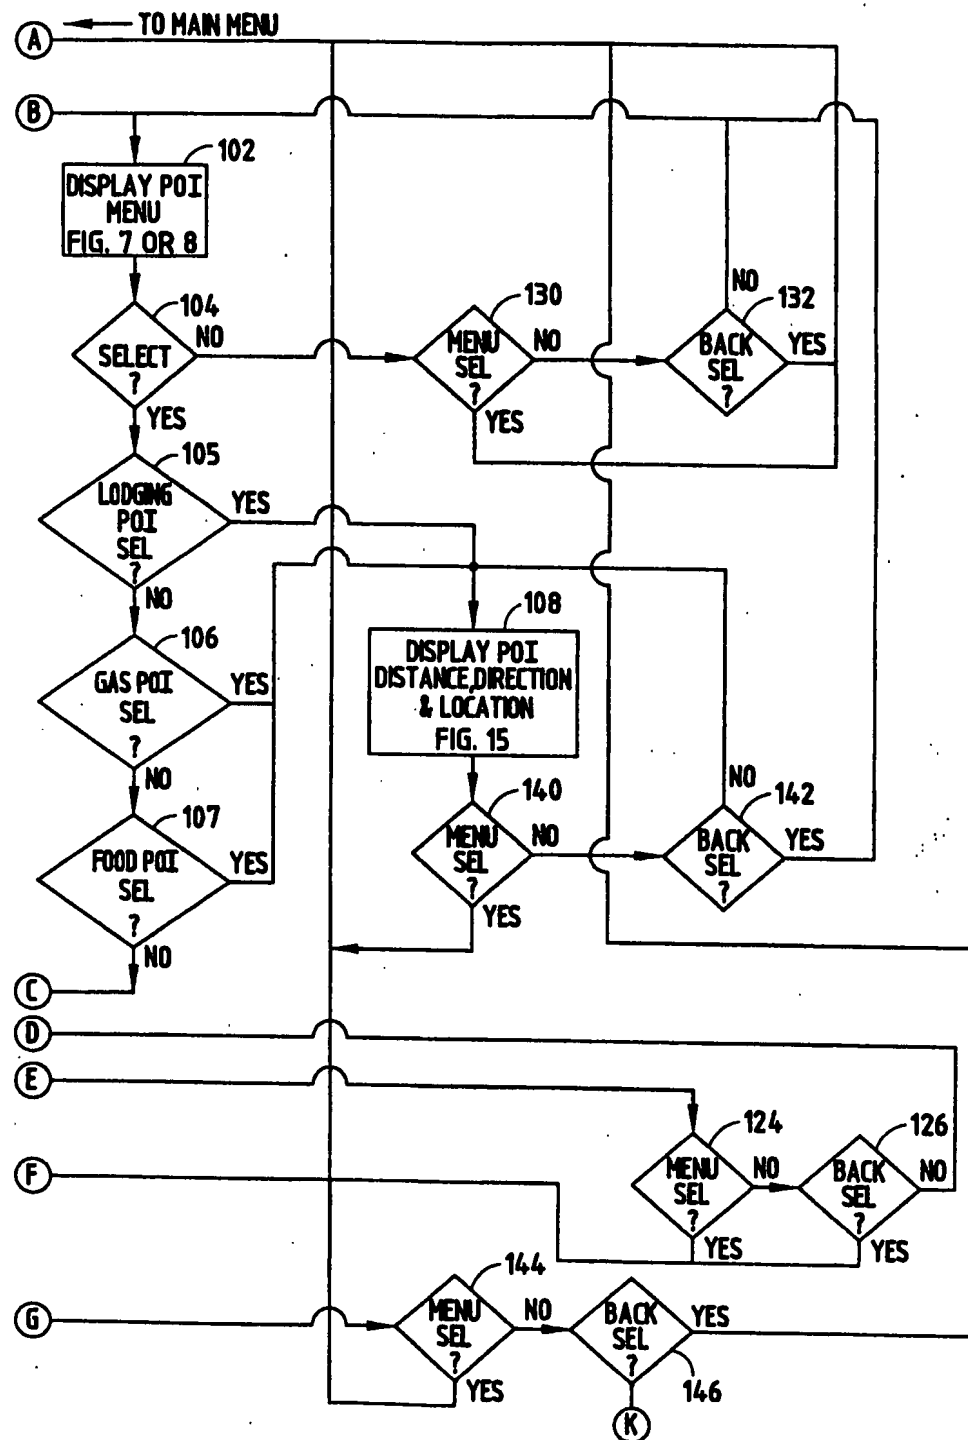 A
TO MAIN MENU
B
102
DISPLAY POI
MENU
FIG. 7 OR 8
104
SELECT
?
NO
YES
130
MENU
SEL
?
NO
YES
132
BACK
SEL
?
NO
YES
105
LODGING
POI
SEL
?
YES
NO
106
GAS POI
SEL
?
YES
NO
107
FOOD POI
SEL
?
YES
NO
108
DISPLAY POI
DISTANCE,DIRECTION
& LOCATION
FIG. 15
140
MENU
SEL
?
NO
YES
142
BACK
SEL
?
NO
YES
C
D
E
124
MENU
SEL
?
NO
YES
126
BACK
SEL
?
NO
YES
F
G
144
MENU
SEL
?
NO
YES
BACK
SEL
?
YES
146
K